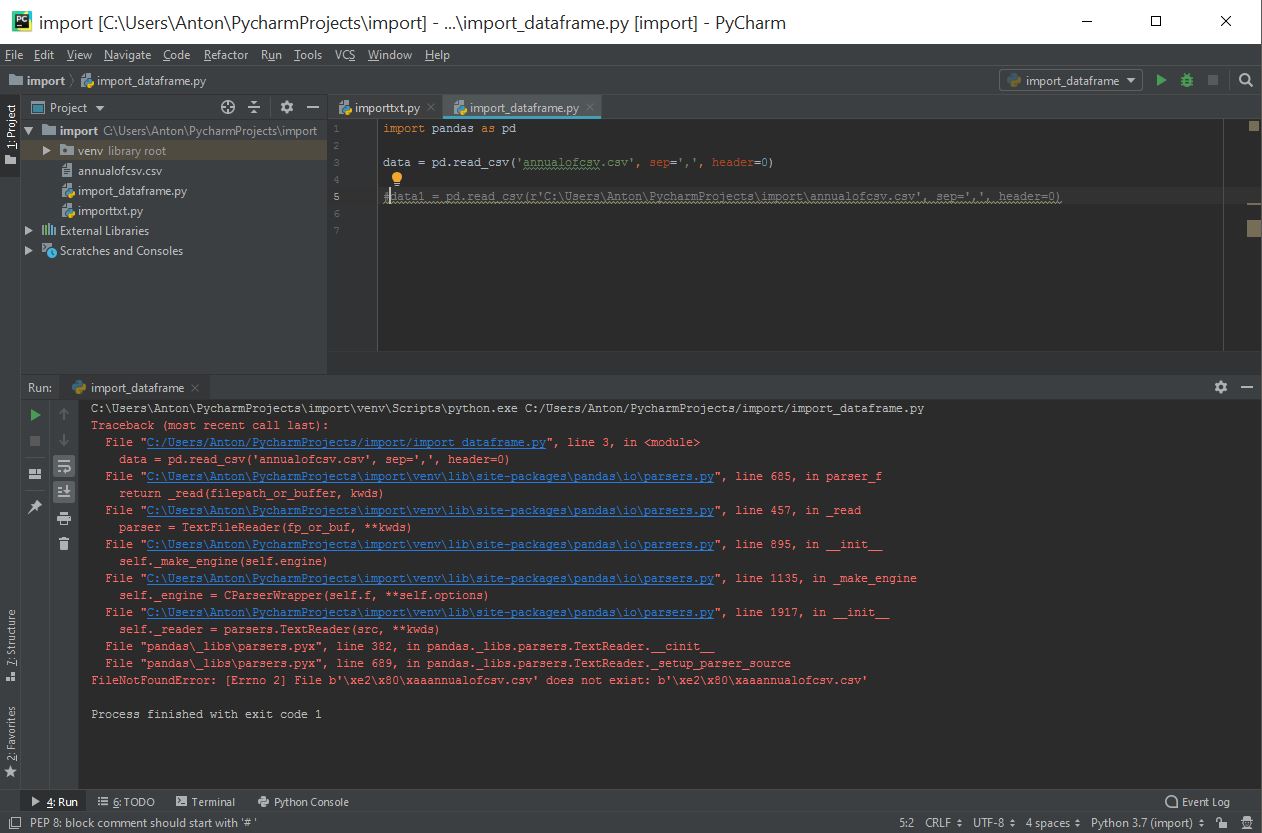 import [C:\Users\Anton\PycharmProjects\import] - ...\import_dataframe.py [import] - PyCharm
File Edit View Navigate Code Refactor Run Tools VCS Window Help
import import_dataframe.py import_dataframe
1: Project
Project
importtxt.py import_dataframe.py
import C:\Users\Anton\PycharmProjects\import
venv library root
annualofcsv.csv
import_dataframe.py
importtxt.py
External Libraries
Scratches and Consoles
1 import pandas as pd
2
3 data = pd.read_csv('annualofcsv.csv', sep=',', header=0)
4
5 #data1 = pd.read_csv(r'C:\Users\Anton\PycharmProjects\import\annualofcsv.csv', sep=',', header=0)
6
7
Run: import_dataframe
C:\Users\Anton\PycharmProjects\import\venv\Scripts\python.exe C:/Users/Anton/PycharmProjects/import/import_dataframe.py
Traceback (most recent call last):
File "C:/Users/Anton/PycharmProjects/import/import_dataframe.py", line 3, in <module>
data = pd.read_csv('annualofcsv.csv', sep=',', header=0)
File "C:\Users\Anton\PycharmProjects\import\venv\lib\site-packages\pandas\io\parsers.py", line 685, in parser_f
return _read(filepath_or_buffer, kwds)
File "C:\Users\Anton\PycharmProjects\import\venv\lib\site-packages\pandas\io\parsers.py", line 457, in _read
parser = TextFileReader(fp_or_buf, **kwds)
File "C:\Users\Anton\PycharmProjects\import\venv\lib\site-packages\pandas\io\parsers.py", line 895, in __init__
self._make_engine(self.engine)
File "C:\Users\Anton\PycharmProjects\import\venv\lib\site-packages\pandas\io\parsers.py", line 1135, in _make_engine
self._engine = CParserWrapper(self.f, **self.options)
File "C:\Users\Anton\PycharmProjects\import\venv\lib\site-packages\pandas\io\parsers.py", line 1917, in __init__
self._reader = parsers.TextReader(src, **kwds)
File "pandas\_libs\parsers.pyx", line 382, in pandas._libs.parsers.TextReader.__cinit__
File "pandas\_libs\parsers.pyx", line 689, in pandas._libs.parsers.TextReader._setup_parser_source
FileNotFoundError: [Errno 2] File b'\xe2\x80\xaaannualofcsv.csv' does not exist: b'\xe2\x80\xaaannualofcsv.csv'
Process finished with exit code 1
7: Structure
2: Favorites
4: Run 6: TODO Terminal Python Console Event Log
PEP 8: block comment should start with '# ' 5:2 CRLF UTF-8 4 spaces Python 3.7 (import)